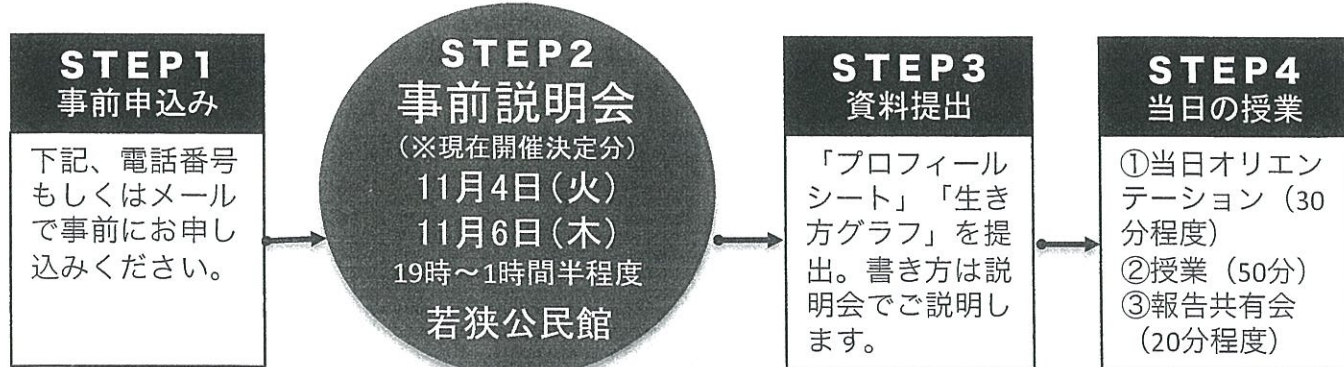 STEP1
事前申込み
下記、電話番号
もしくはメール
で事前にお申し
込みください。
STEP2
事前説明会
（※現在開催決定分）
11月4日（火）
11月6日（木）
19時～1時間半程度
若狭公民館
STEP3
資料提出
「プロフィール
シート」「生き
方グラフ」を提
出。書き方は説
明会でご説明し
ます。
STEP4
当日の授業
①当日オリエン
テーション（30
分程度）
②授業（50分）
③報告共有会
（20分程度）